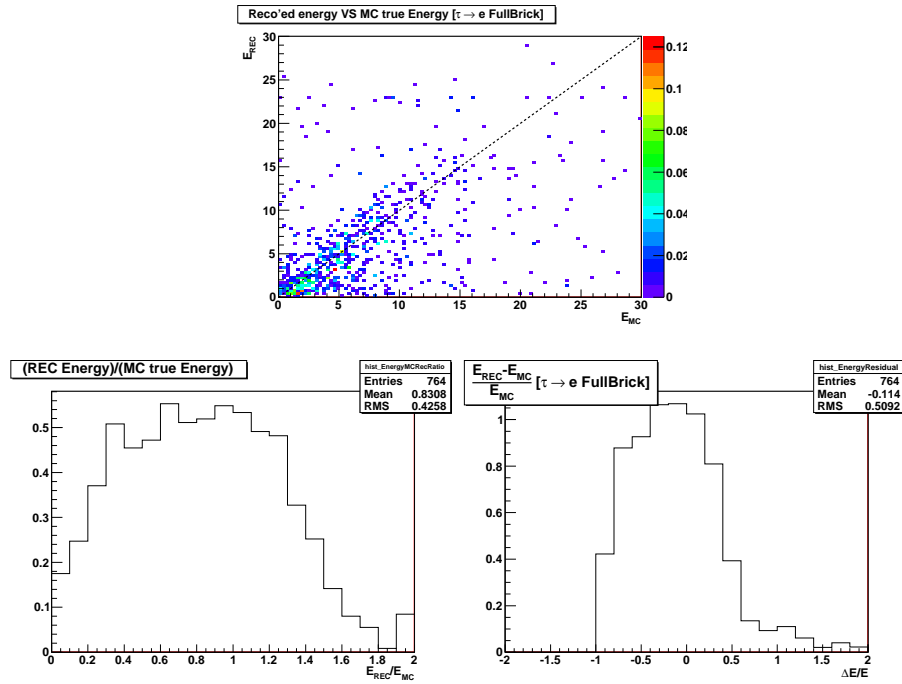 Reco'ed energy VS MC true Energy [τ → e FullBrick]
E_REC
30
25
20
15
10
5
0
0 5 10 15 20 25 30
E_MC
0.12
0.1
0.08
0.06
0.04
0.02
0
(REC Energy)/(MC true Energy)
hist_EnergyMCRecRatio
Entries 764
Mean 0.8308
RMS 0.4258
0.5
0.4
0.3
0.2
0.1
0
0 0.2 0.4 0.6 0.8 1 1.2 1.4 1.6 1.8 2
E_REC/E_MC
E_REC-E_MC
E_MC
[τ → e FullBrick]
hist_EnergyResidual
Entries 764
Mean -0.114
RMS 0.5092
1
0.8
0.6
0.4
0.2
0
-2 -1.5 -1 -0.5 0 0.5 1 1.5 2
ΔE/E